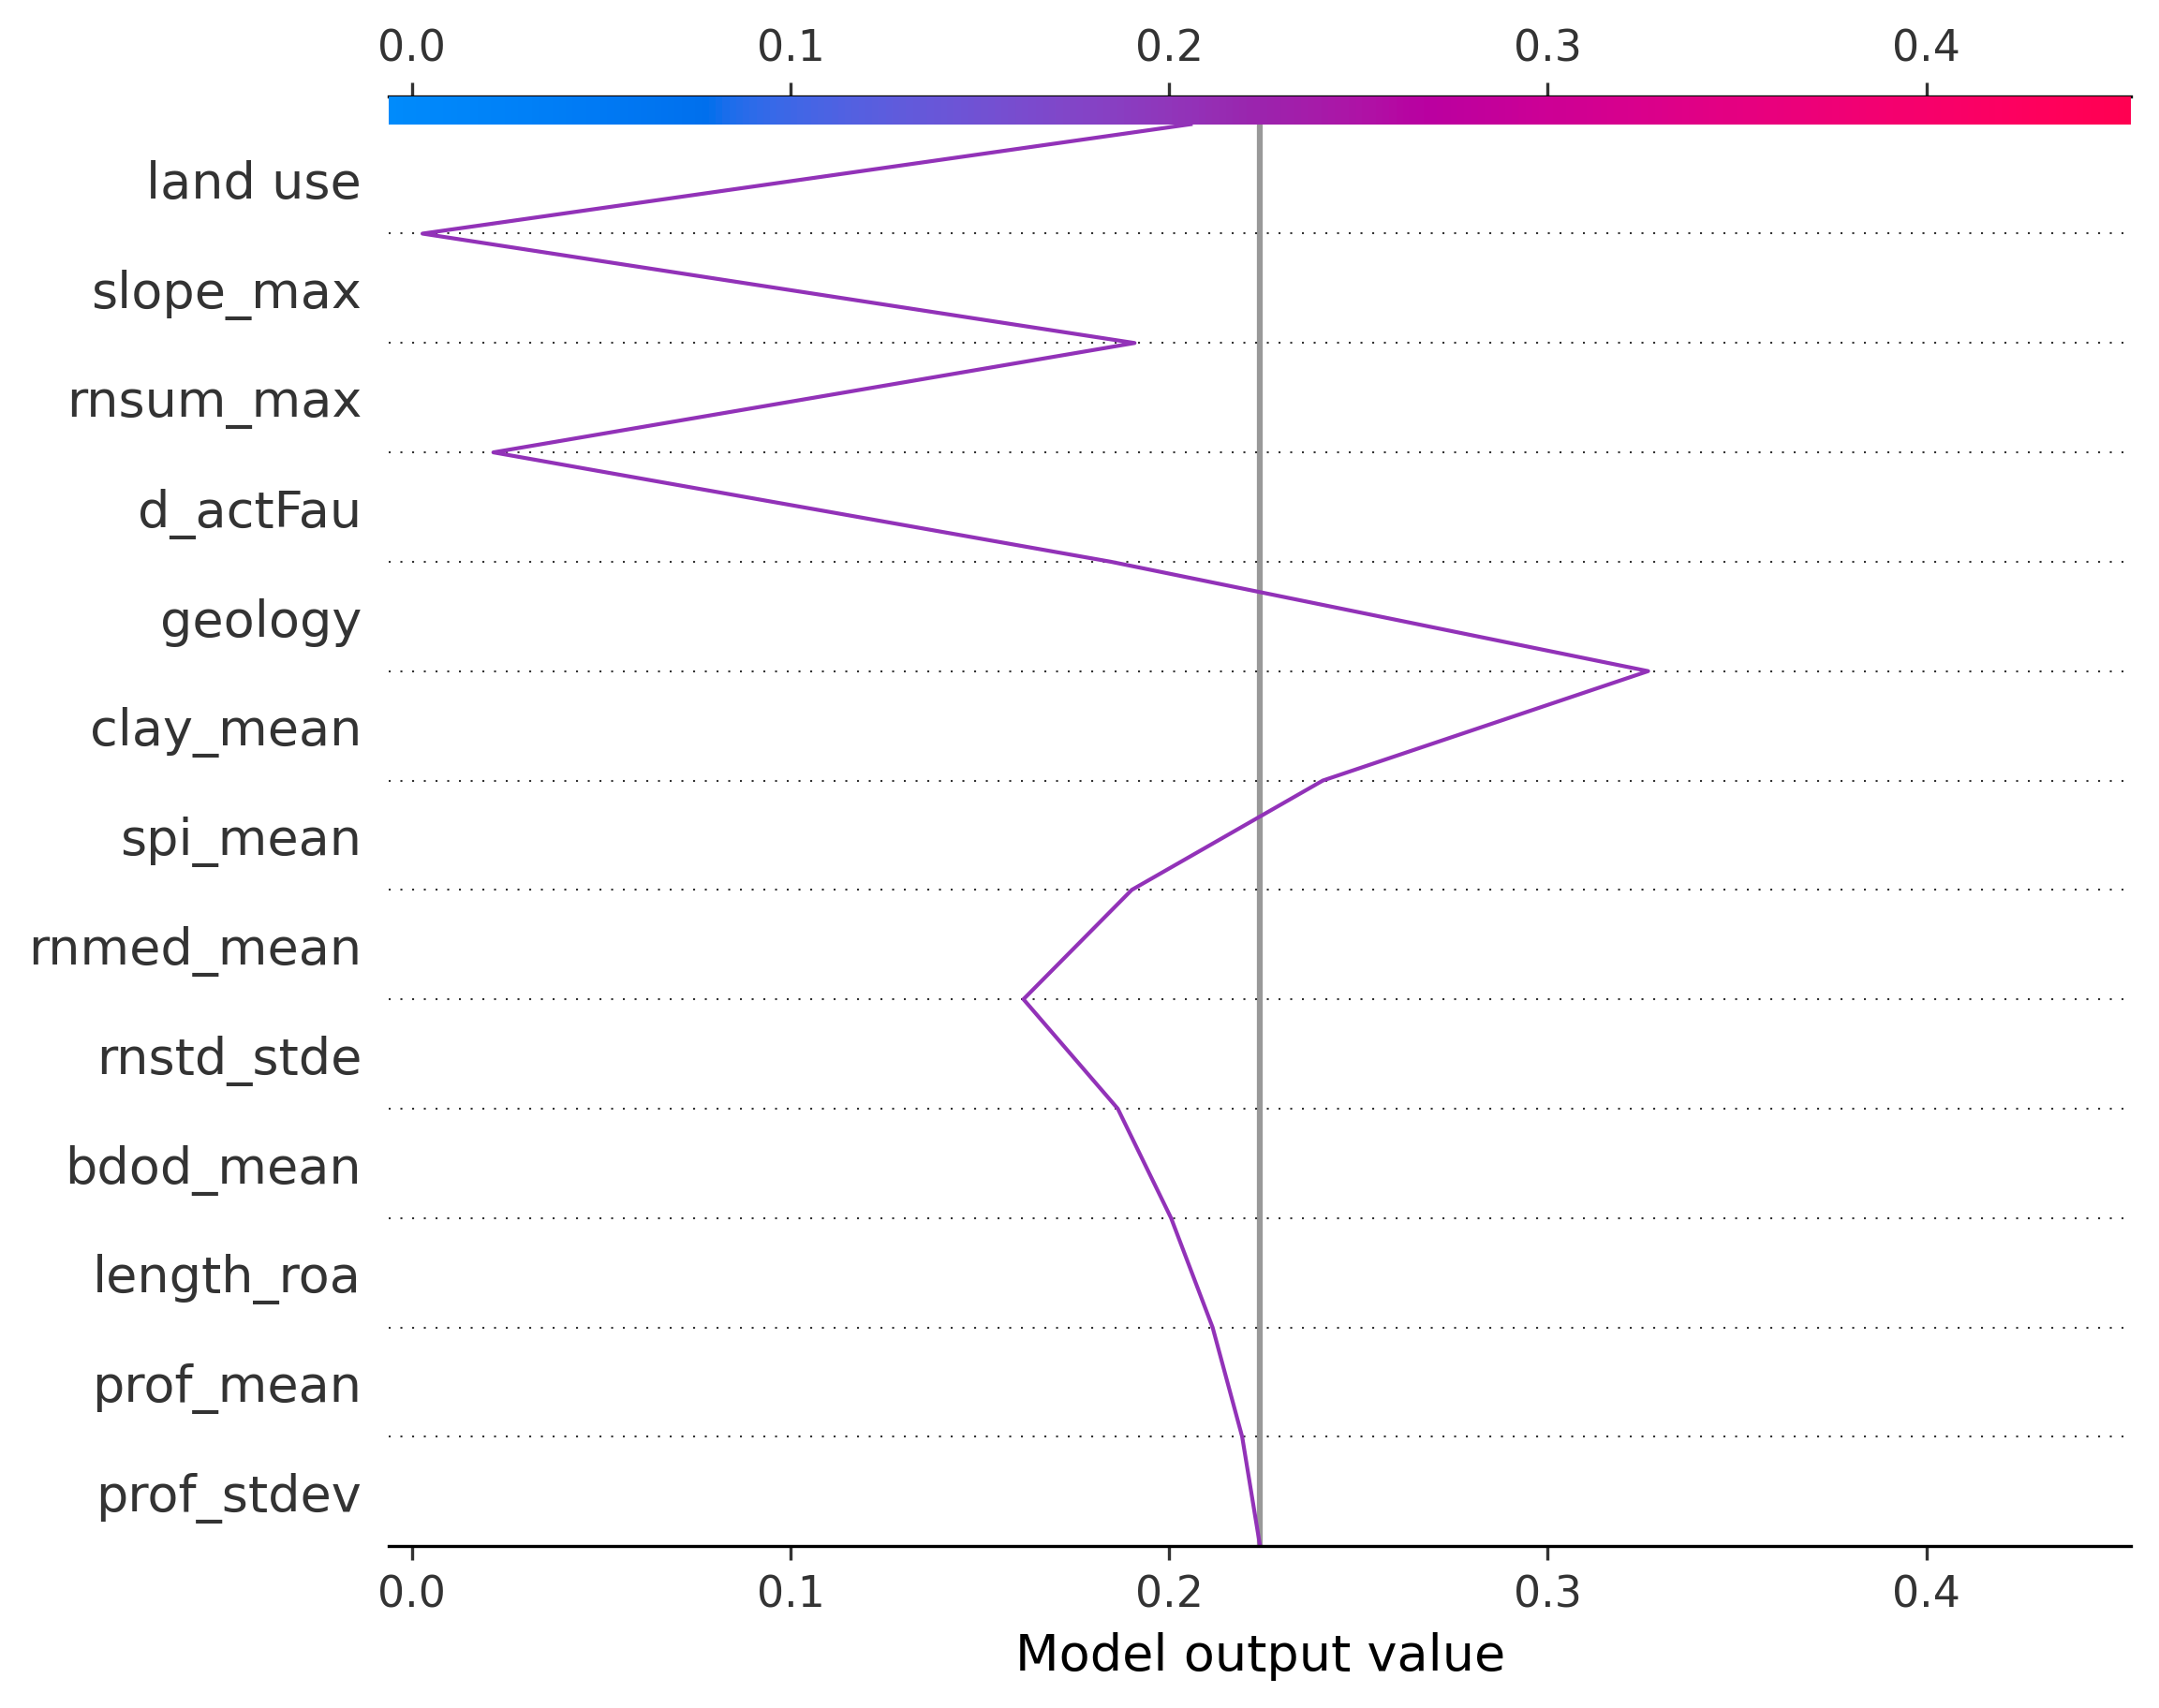 0.0 0.1 0.2 0.3 0.4
land use
slope_max
rnsum_max
d_actFau
geology
clay_mean
spi_mean
rnmed_mean
rnstd_stde
bdod_mean
length_roa
prof_mean
prof_stdev
0.0 0.1 0.2 0.3 0.4
Model output value